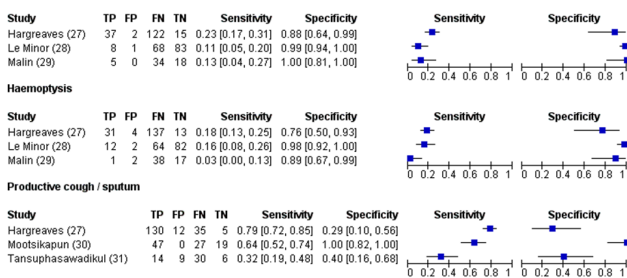 Study TP FP FN TN Sensitivity Specificity Sensitivity Specificity
Hargreaves (27) 37 2 122 15 0.23 [0.17, 0.31] 0.88 [0.64, 0.99]
Le Minor (28) 8 1 68 83 0.11 [0.05, 0.20] 0.99 [0.94, 1.00]
Malin (29) 5 0 34 18 0.13 [0.04, 0.27] 1.00 [0.81, 1.00]
0 0.2 0.4 0.6 0.8 1 0 0.2 0.4 0.6 0.8 1
Haemoptysis
Study TP FP FN TN Sensitivity Specificity Sensitivity Specificity
Hargreaves (27) 31 4 137 13 0.18 [0.13, 0.25] 0.76 [0.50, 0.93]
Le Minor (28) 12 2 64 82 0.16 [0.08, 0.26] 0.98 [0.92, 1.00]
Malin (29) 1 2 38 17 0.03 [0.00, 0.13] 0.89 [0.67, 0.99]
0 0.2 0.4 0.6 0.8 1 0 0.2 0.4 0.6 0.8 1
Productive cough / sputum
Study TP FP FN TN Sensitivity Specificity Sensitivity Specificity
Hargreaves (27) 130 12 35 5 0.79 [0.72, 0.85] 0.29 [0.10, 0.56]
Mootsikapun (30) 47 0 27 19 0.64 [0.52, 0.74] 1.00 [0.82, 1.00]
Tansuphasawadikul (31) 14 9 30 6 0.32 [0.19, 0.48] 0.40 [0.16, 0.68]
0 0.2 0.4 0.6 0.8 1 0 0.2 0.4 0.6 0.8 1